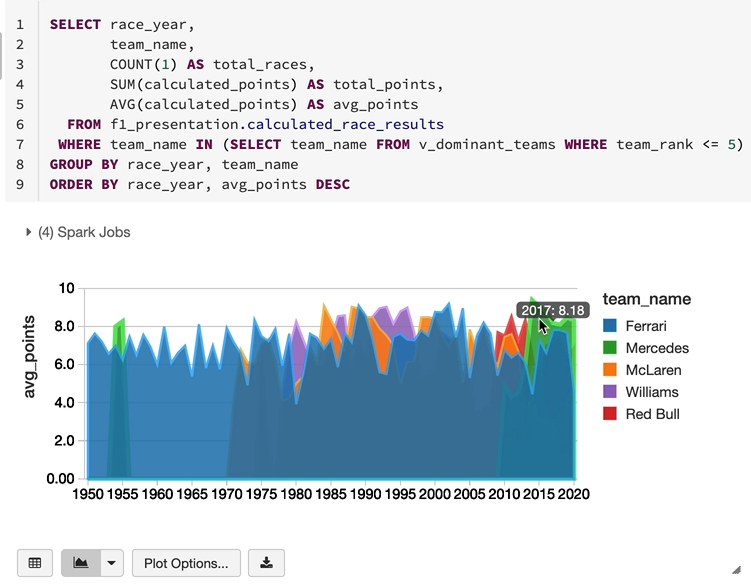 1 SELECT race_year,
2 team_name,
3 COUNT(1) AS total_races,
4 SUM(calculated_points) AS total_points,
5 AVG(calculated_points) AS avg_points
6 FROM f1_presentation.calculated_race_results
7 WHERE team_name IN (SELECT team_name FROM v_dominant_teams WHERE team_rank <= 5)
8 GROUP BY race_year, team_name
9 ORDER BY race_year, avg_points DESC
(4) Spark Jobs
10
8.0
6.0
4.0
2.0
0.00
avg_points
2017: 8.18
1950 1955 1960 1965 1970 1975 1980 1985 1990 1995 2000 2005 2010 2015 2020
team_name
Ferrari
Mercedes
McLaren
Williams
Red Bull
Plot Options...